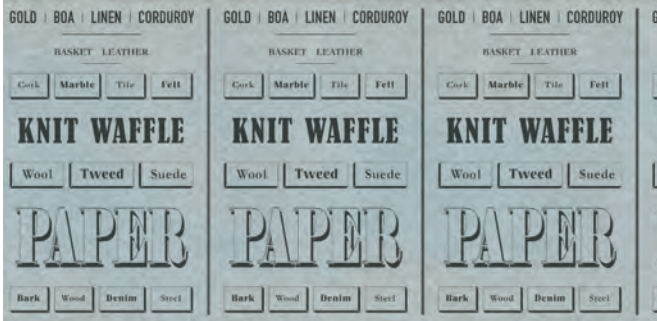 GOLD | BOA | LINEN | CORDUROY
BASKET LEATHER
Cork Marble Tile Felt
KNIT WAFFLE
Wool Tweed Suede
PAPER
Bark Wood Denim Steel
GOLD | BOA | LINEN | CORDUROY
BASKET LEATHER
Cork Marble Tile Felt
KNIT WAFFLE
Wool Tweed Suede
PAPER
Bark Wood Denim Steel
GOLD | BOA | LINEN | CORDUROY
BASKET LEATHER
Cork Marble Tile Felt
KNIT WAFFLE
Wool Tweed Suede
PAPER
Bark Wood Denim Steel